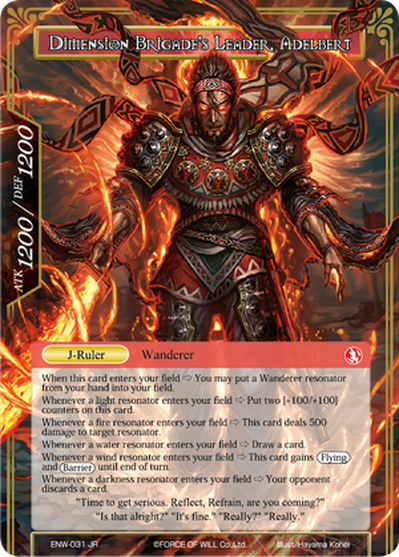 Dimension Brigade's Leader, Adelbert
ATK 1200 / DEF 1200
J-Ruler Wanderer
When this card enters your field ⇨ You may put a Wanderer resonator
from your hand into your field.
Whenever a light resonator enters your field ⇨ Put two [+100/+100]
counters on this card.
Whenever a fire resonator enters your field ⇨ This card deals 500
damage to target resonator.
Whenever a water resonator enters your field ⇨ Draw a card.
Whenever a wind resonator enters your field ⇨ This card gains Flying
and Barrier until end of turn.
Whenever a darkness resonator enters your field ⇨ Your opponent
discards a card.
"Time to get serious. Reflect, Refrain, are you coming?"
"Is that alright?" "It's fine." "Really?" "Really."
ENW-031 JR ©FORCE OF WILL Co.,Ltd. Illust/Hayama Kohei